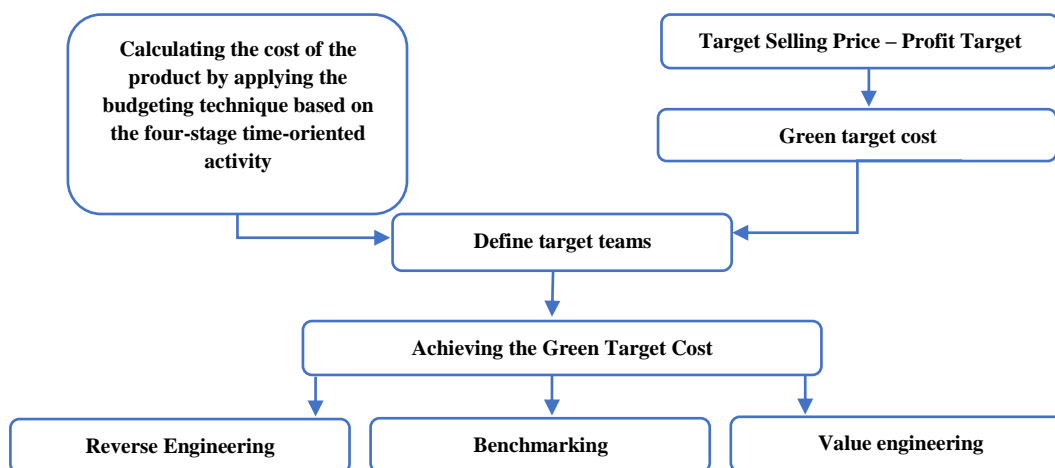 Calculating the cost of the
product by applying the
budgeting technique based on
the four-stage time-oriented
activity
Target Selling Price – Profit Target
Green target cost
Define target teams
Achieving the Green Target Cost
Reverse Engineering
Benchmarking
Value engineering